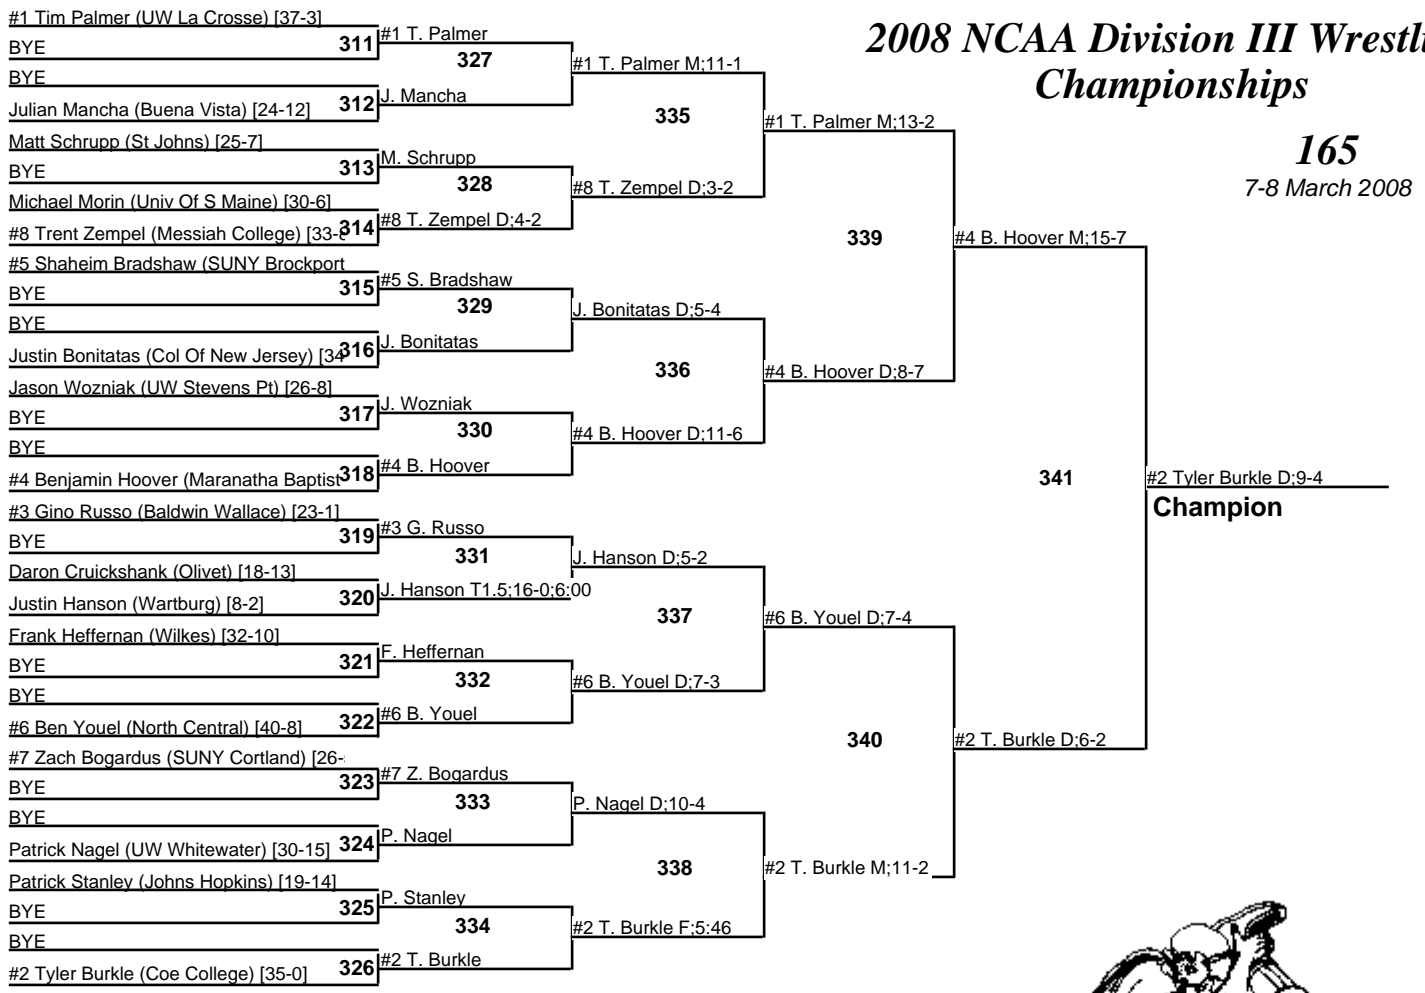 2008 NCAA Division III Wrestli
Championships
165
7-8 March 2008
#1 Tim Palmer (UW La Crosse) [37-3]
BYE
311
BYE
Julian Mancha (Buena Vista) [24-12]
312
Matt Schrupp (St Johns) [25-7]
BYE
313
Michael Morin (Univ Of S Maine) [30-6]
#8 Trent Zempel (Messiah College) [33-
314
#5 Shaheim Bradshaw (SUNY Brockport
BYE
315
BYE
Justin Bonitatas (Col Of New Jersey) [34
316
Jason Wozniak (UW Stevens Pt) [26-8]
BYE
317
BYE
#4 Benjamin Hoover (Maranatha Baptist
318
#3 Gino Russo (Baldwin Wallace) [23-1]
BYE
319
Daron Cruickshank (Olivet) [18-13]
Justin Hanson (Wartburg) [8-2]
320
Frank Heffernan (Wilkes) [32-10]
BYE
321
BYE
#6 Ben Youel (North Central) [40-8]
322
#7 Zach Bogardus (SUNY Cortland) [26-
BYE
323
BYE
Patrick Nagel (UW Whitewater) [30-15]
324
Patrick Stanley (Johns Hopkins) [19-14]
BYE
325
BYE
#2 Tyler Burkle (Coe College) [35-0]
326
#1 T. Palmer
327
J. Mancha
M. Schrupp
328
#8 T. Zempel D;4-2
#5 S. Bradshaw
329
J. Bonitatas
J. Wozniak
330
#4 B. Hoover
#3 G. Russo
331
J. Hanson T1.5;16-0;6:00
F. Heffernan
332
#6 B. Youel
#7 Z. Bogardus
333
P. Nagel
P. Stanley
334
#2 T. Burkle
#1 T. Palmer M;11-1
335
#8 T. Zempel D;3-2
J. Bonitatas D;5-4
336
#4 B. Hoover D;11-6
J. Hanson D;5-2
337
#6 B. Youel D;7-3
P. Nagel D;10-4
338
#2 T. Burkle F;5:46
#1 T. Palmer M;13-2
339
#4 B. Hoover D;8-7
#6 B. Youel D;7-4
340
#2 T. Burkle M;11-2
#4 B. Hoover M;15-7
341
#2 T. Burkle D;6-2
#2 Tyler Burkle D;9-4
Champion